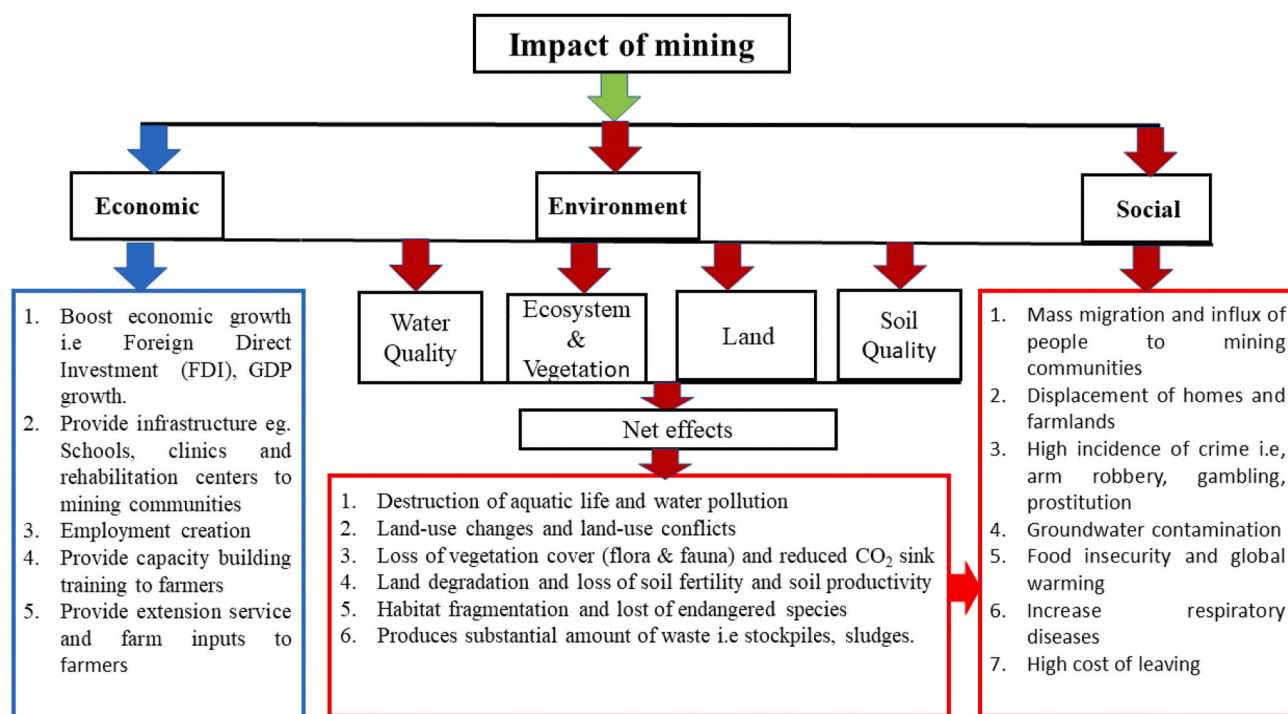 Impact of mining
Economic
Environment
Social
Water
Quality
Ecosystem
&
Vegetation
Land
Soil
Quality
Net effects
1. Boost economic growth
i.e Foreign Direct
Investment (FDI), GDP
growth.
2. Provide infrastructure eg.
Schools, clinics and
rehabilitation centers to
mining communities
3. Employment creation
4. Provide capacity building
training to farmers
5. Provide extension service
and farm inputs to
farmers
1. Destruction of aquatic life and water pollution
2. Land-use changes and land-use conflicts
3. Loss of vegetation cover (flora & fauna) and reduced CO₂ sink
4. Land degradation and loss of soil fertility and soil productivity
5. Habitat fragmentation and lost of endangered species
6. Produces substantial amount of waste i.e stockpiles, sludges.
1. Mass migration and influx of
people to mining
communities
2. Displacement of homes and
farmlands
3. High incidence of crime i.e,
arm robbery, gambling,
prostitution
4. Groundwater contamination
5. Food insecurity and global
warming
6. Increase respiratory
diseases
7. High cost of leaving